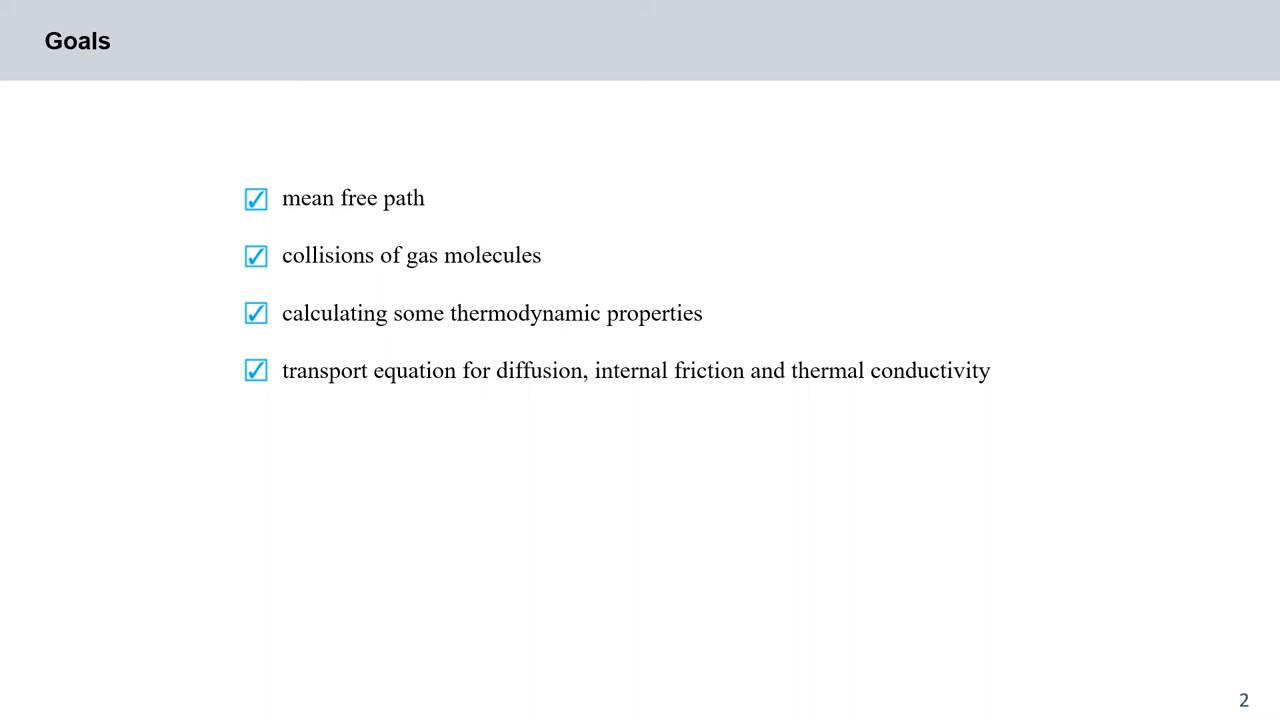 Goals
mean free path
collisions of gas molecules
calculating some thermodynamic properties
transport equation for diffusion, internal friction and thermal conductivity
2